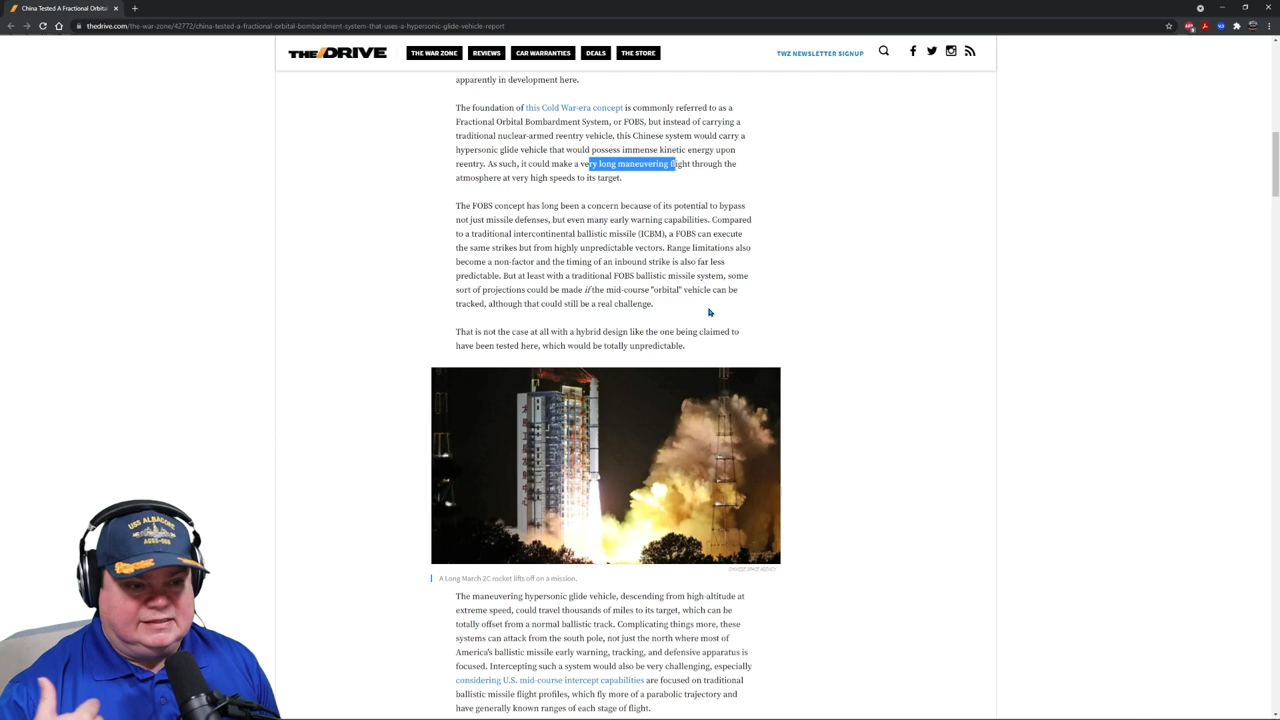 China Tested A Fractional Orbital
thedrive.com/the-war-zone/42772/china-tested-a-fractional-orbital-bombardment-system-that-uses-a-hypersonic-glide-vehicle-report
THE DRIVE
THE WAR ZONE
REVIEWS
CAR WARRANTIES
DEALS
THE STORE
TWZ NEWSLETTER SIGNUP
apparently in development here.
The foundation of this Cold War-era concept is commonly referred to as a
Fractional Orbital Bombardment System, or FOBS, but instead of carrying a
traditional nuclear-armed reentry vehicle, this Chinese system would carry a
hypersonic glide vehicle that would possess immense kinetic energy upon
reentry. As such, it could make a very long maneuvering flight through the
atmosphere at very high speeds to its target.
The FOBS concept has long been a concern because of its potential to bypass
not just missile defenses, but even many early warning capabilities. Compared
to a traditional intercontinental ballistic missile (ICBM), a FOBS can execute
the same strikes but from highly unpredictable vectors. Range limitations also
become a non-factor and the timing of an inbound strike is also far less
predictable. But at least with a traditional FOBS ballistic missile system, some
sort of projections could be made if the mid-course "orbital" vehicle can be
tracked, although that could still be a real challenge.
That is not the case at all with a hybrid design like the one being claimed to
have been tested here, which would be totally unpredictable.
CHINESE SPACE AGENCY
A Long March 2C rocket lifts off on a mission.
The maneuvering hypersonic glide vehicle, descending from high-altitude at
extreme speed, could travel thousands of miles to its target, which can be
totally offset from a normal ballistic track. Complicating things more, these
systems can attack from the south pole, not just the north where most of
America's ballistic missile early warning, tracking, and defensive apparatus is
focused. Intercepting such a system would also be very challenging, especially
considering U.S. mid-course intercept capabilities are focused on traditional
ballistic missile flight profiles, which fly more of a parabolic trajectory and
have generally known ranges of each stage of flight.
USS ALBACORE
AGSS-569